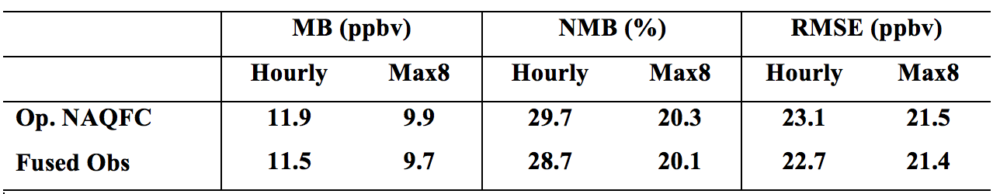 MB (ppbv) NMB (%) RMSE (ppbv)
Hourly Max8 Hourly Max8 Hourly Max8
Op. NAQFC 11.9 9.9 29.7 20.3 23.1 21.5
Fused Obs 11.5 9.7 28.7 20.1 22.7 21.4